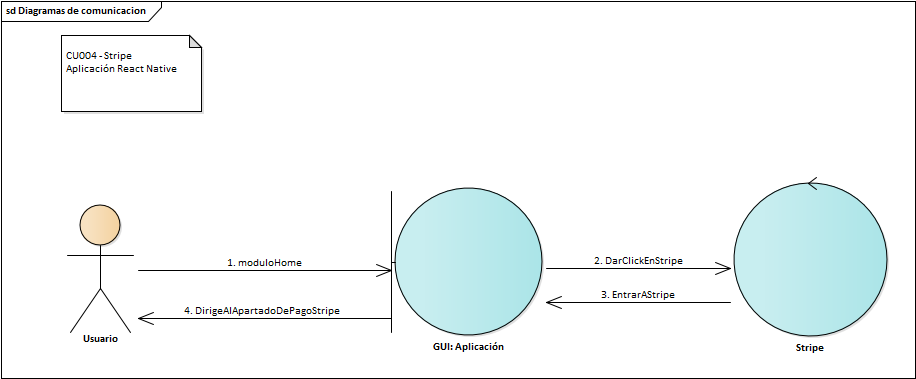 sd Diagramas de comunicacion
CU004 - Stripe
Aplicación React Native
1. moduloHome
2. DarClickEnStripe
3. EntrarAStripe
4. DirigeAlApartadoDePagoStripe
Usuario
GUI: Aplicación
Stripe